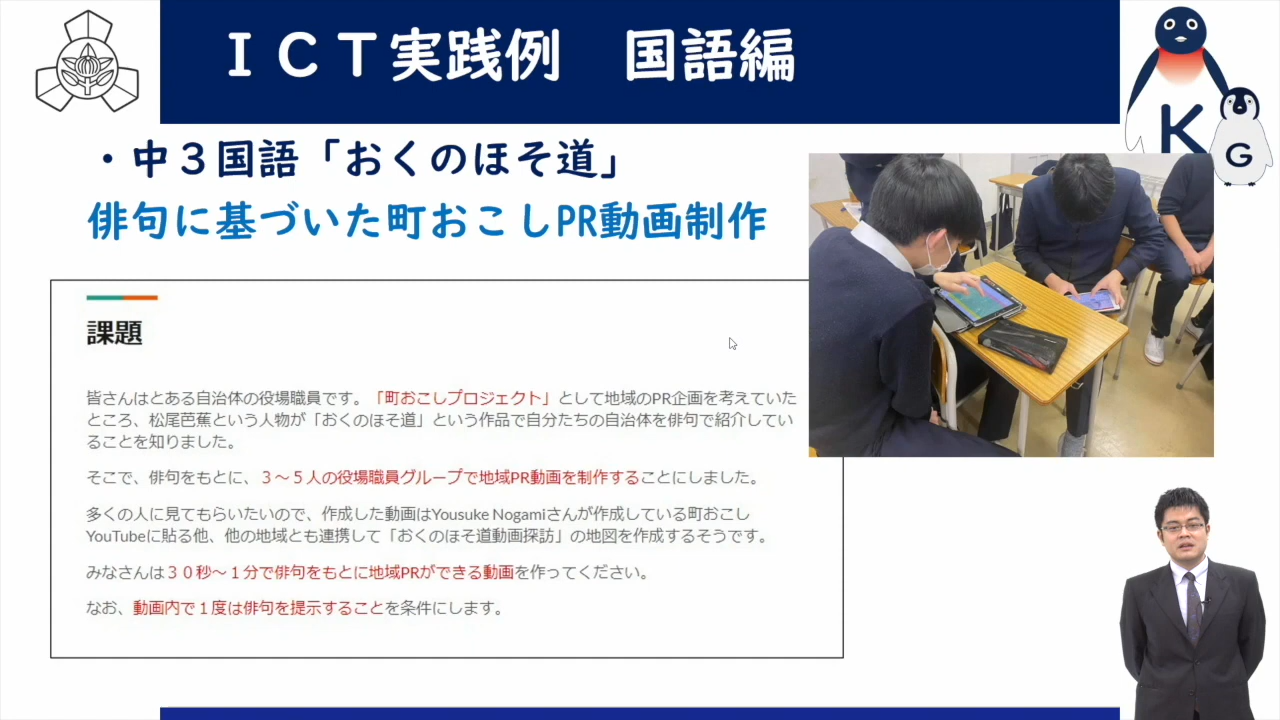 ICT実践例 国語編
K
G
・中3国語「おくのほそ道」
俳句に基づいた町おこしPR動画制作
課題
皆さんはとある自治体の役場職員です。「町おこしプロジェクト」として地域のPR企画を考えていた
ところ、松尾芭蕉という人物が「おくのほそ道」という作品で自分たちの自治体を俳句で紹介してい
ることを知りました。
そこで、俳句をもとに、３～５人の役場職員グループで地域PR動画を制作することにしました。
多くの人に見てもらいたいので、作成した動画はYousuke Nogamiさんが作成している町おこし
YouTubeに貼る他、他の地域とも連携して「おくのほそ道動画探訪」の地図を作成するそうです。
みなさんは３０秒～１分で俳句をもとに地域PRができる動画を作ってください。
なお、動画内で１度は俳句を提示することを条件にします。